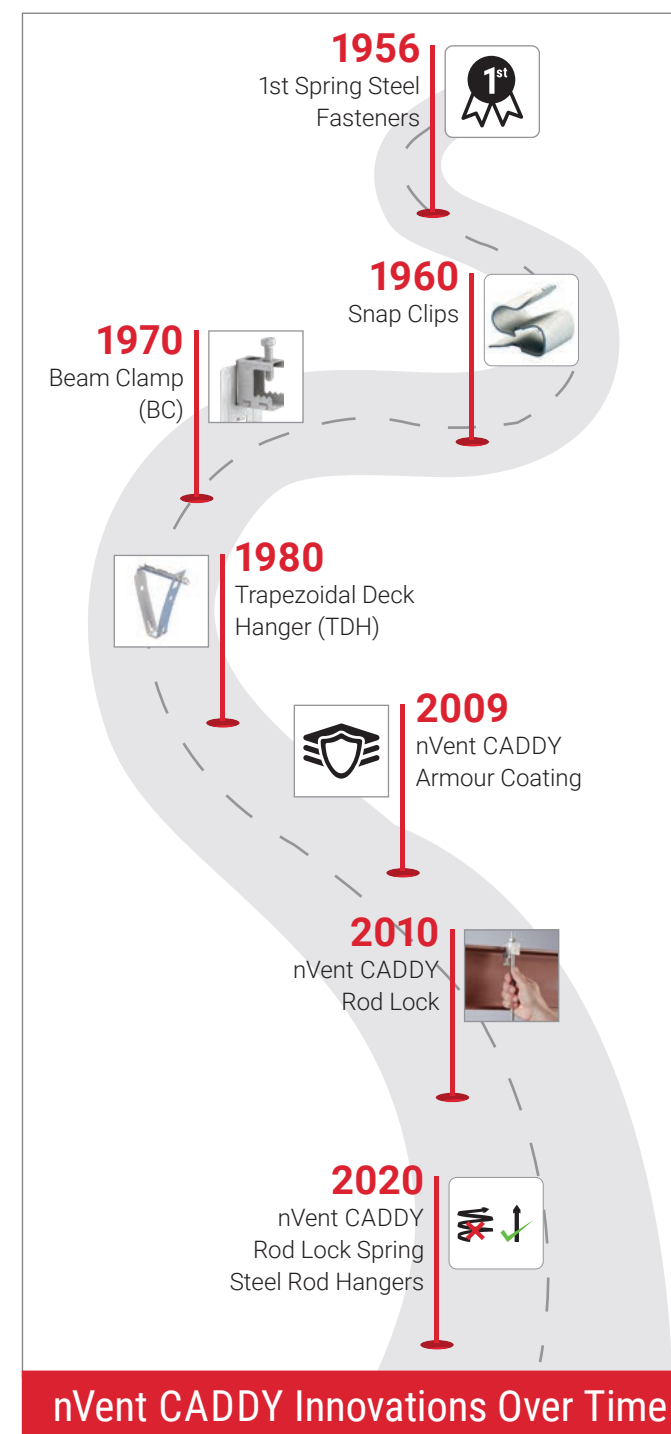 1956
1st Spring Steel
Fasteners
1st
1960
Snap Clips
1970
Beam Clamp
(BC)
1980
Trapezoidal Deck
Hanger (TDH)
2009
nVent CADDY
Armour Coating
2010
nVent CADDY
Rod Lock
2020
nVent CADDY
Rod Lock Spring
Steel Rod Hangers
nVent CADDY Innovations Over Time